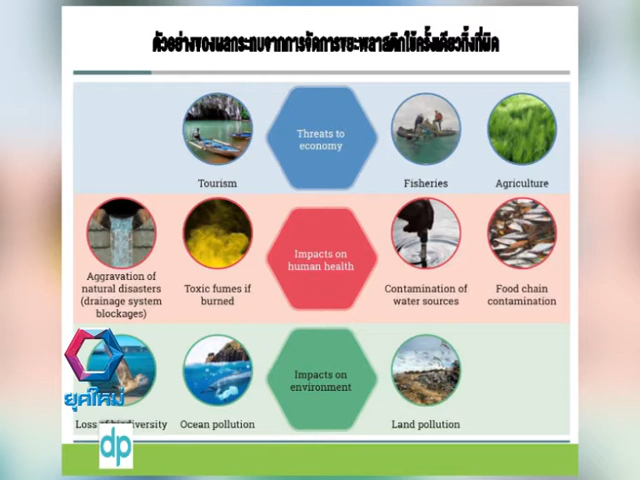 ตัวอย่างของผลกระทบจากการจัดการขยะพลาสติกใช้ครั้งเดียวทิ้งที่ผิด
Threats to
economy
Tourism
Fisheries
Agriculture
Impacts on
human health
Aggravation of
natural disasters
(drainage system
blockages)
Toxic fumes if
burned
Contamination of
water sources
Food chain
contamination
Impacts on
environment
ยุคใหม่
Loss of biodiversity
Ocean pollution
Land pollution
dp